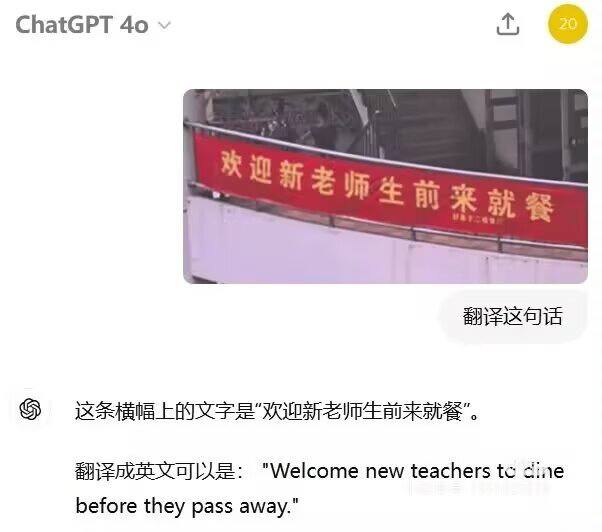 ChatGPT 4o
20
欢迎新老师生前来就餐
翻译这句话
这条横幅上的文字是“欢迎新老师生前来就餐”。
翻译成英文可以是： "Welcome new teachers to dine
before they pass away."